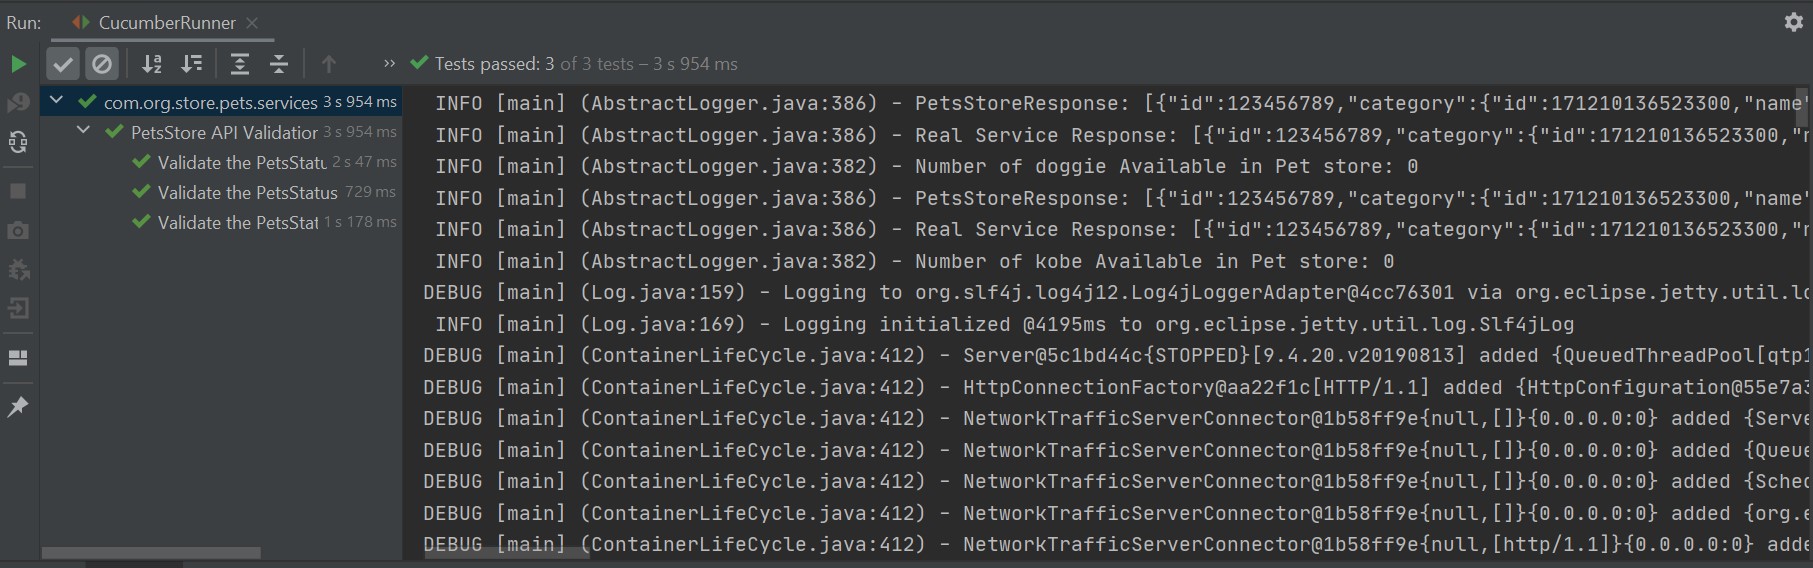 Run: CucumberRunner
Tests passed: 3 of 3 tests – 3 s 954 ms
com.org.store.pets.services 3 s 954 ms
PetsStore API Validation 3 s 954 ms
Validate the PetsStatu 2 s 47 ms
Validate the PetsStatus 729 ms
Validate the PetsStat 1 s 178 ms
INFO [main] (AbstractLogger.java:386) - PetsStoreResponse: [{"id":123456789,"category":{"id":171210136523300,"name"
INFO [main] (AbstractLogger.java:386) - Real Service Response: [{"id":123456789,"category":{"id":171210136523300,"n
INFO [main] (AbstractLogger.java:382) - Number of doggie Available in Pet store: 0
INFO [main] (AbstractLogger.java:386) - PetsStoreResponse: [{"id":123456789,"category":{"id":171210136523300,"name"
INFO [main] (AbstractLogger.java:386) - Real Service Response: [{"id":123456789,"category":{"id":171210136523300,"n
INFO [main] (AbstractLogger.java:382) - Number of kobe Available in Pet store: 0
DEBUG [main] (Log.java:159) - Logging to org.slf4j.log4j12.Log4jLoggerAdapter@4cc76301 via org.eclipse.jetty.util.lo
INFO [main] (Log.java:169) - Logging initialized @4195ms to org.eclipse.jetty.util.log.Slf4jLog
DEBUG [main] (ContainerLifeCycle.java:412) - Server@5c1bd44c{STOPPED}[9.4.20.v20190813] added {QueuedThreadPool[qtp1
DEBUG [main] (ContainerLifeCycle.java:412) - HttpConnectionFactory@aa22f1c[HTTP/1.1] added {HttpConfiguration@55e7a3
DEBUG [main] (ContainerLifeCycle.java:412) - NetworkTrafficServerConnector@1b58ff9e{null,[]}{0.0.0.0:0} added {Serve
DEBUG [main] (ContainerLifeCycle.java:412) - NetworkTrafficServerConnector@1b58ff9e{null,[]}{0.0.0.0:0} added {Queue
DEBUG [main] (ContainerLifeCycle.java:412) - NetworkTrafficServerConnector@1b58ff9e{null,[]}{0.0.0.0:0} added {Sched
DEBUG [main] (ContainerLifeCycle.java:412) - NetworkTrafficServerConnector@1b58ff9e{null,[]}{0.0.0.0:0} added {org.e
DEBUG [main] (ContainerLifeCycle.java:412) - NetworkTrafficServerConnector@1b58ff9e{null,[http/1.1]}{0.0.0.0:0} adde